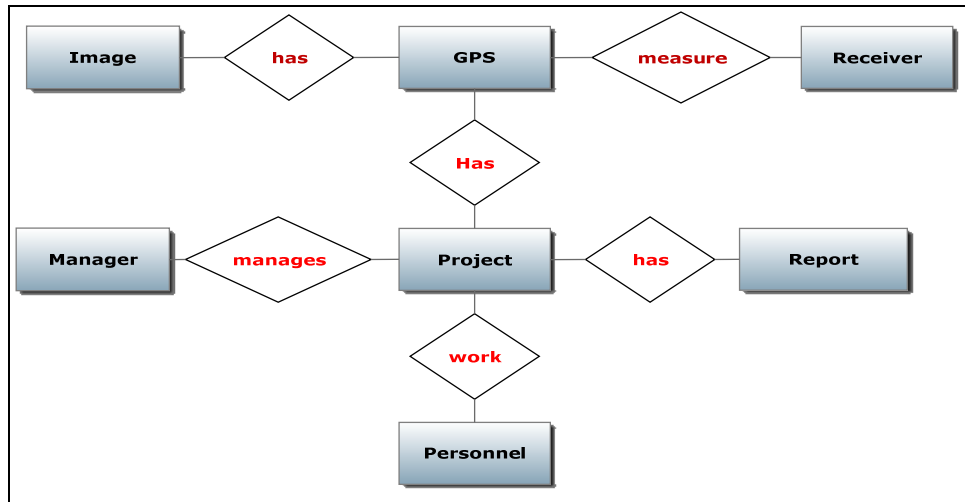 Image has GPS measure Receiver
Has
Manager manages Project has Report
work
Personnel